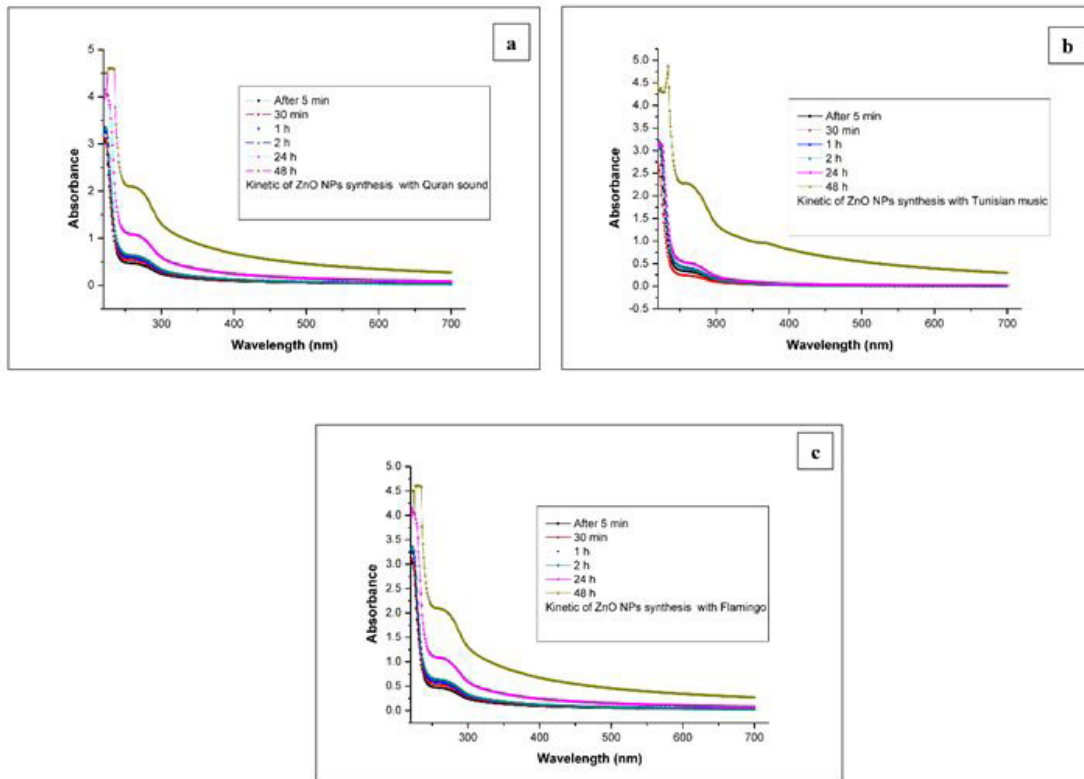 a
5
4
3
2
1
0
Absorbance
300
400
500
600
700
Wavelength (nm)
After 5 min
30 min
1 h
2 h
24 h
48 h
Kinetic of ZnO NPs synthesis with Quran sound
b
5.0
4.5
4.0
3.5
3.0
2.5
2.0
1.5
1.0
0.5
0.0
-0.5
Absorbance
300
400
500
600
700
Wavelength (nm)
After 5 min
30 min
1 h
2 h
24 h
48 h
Kinetic of ZnO NPs synthesis with Tunisian music
c
5.0
4.5
4.0
3.5
3.0
2.5
2.0
1.5
1.0
0.5
0.0
Absorbance
300
400
500
600
700
Wavelength (nm)
After 5 min
30 min
1 h
2 h
24 h
48 h
Kinetic of ZnO NPs synthesis with Flamingo